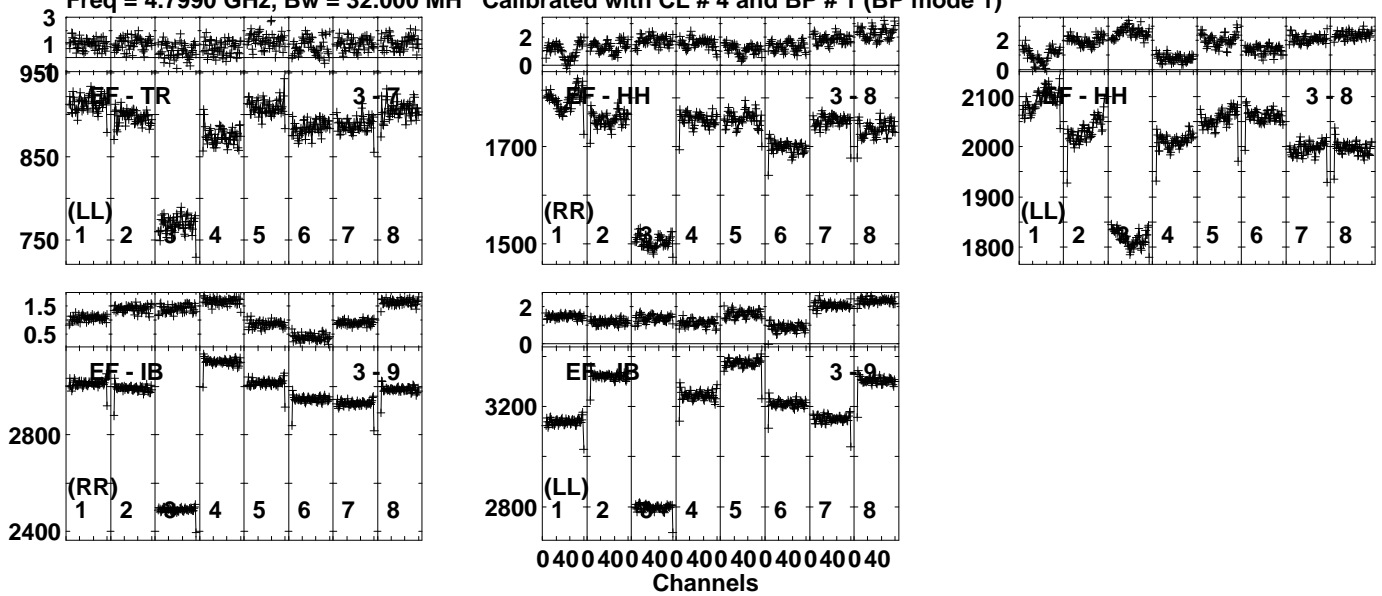 Freq = 4.7990 GHz, Bw = 32.000 MH Calibrated with CL # 4 and BP # 1 (BP mode 1)
3
1
950
EF - TR 3 - 7
850
(LL)
750
1 2 3 4 5 6 7 8
2
0
EF - HH 3 - 8
1700
(RR)
1500
1 2 3 4 5 6 7 8
2
0
2100
EF - HH 3 - 8
2000
1900
(LL)
1800
1 2 3 4 5 6 7 8
1.5
0.5
EF - IB 3 - 9
2800
(RR)
1 2 3 4 5 6 7 8
2400
2
0
EF - IB 3 - 9
3200
(LL)
2800
1 2 3 4 5 6 7 8
0 40 0 40 0 40 0 40 0 40 0 40 0 40 0 40
Channels